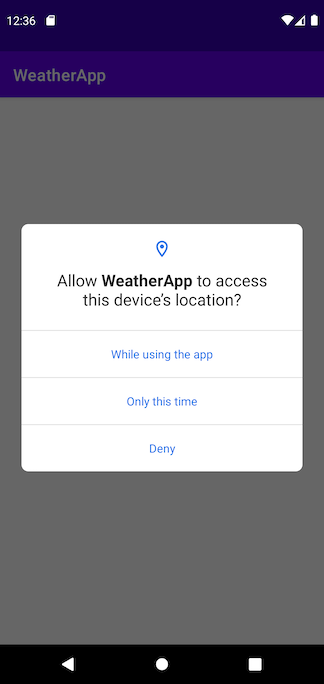 12:36
WeatherApp
Allow WeatherApp to access
this device’s location?
While using the app
Only this time
Deny